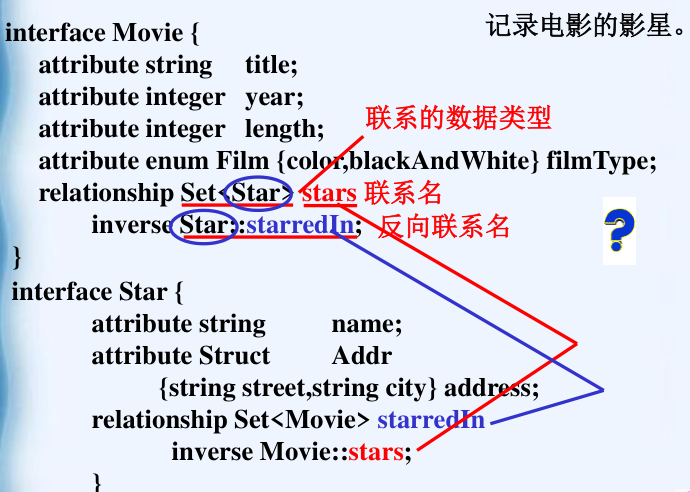 记录电影的影星。
interface Movie {
attribute string title;
attribute integer year;
attribute integer length;
联系的数据类型
attribute enum Film {color,blackAndWhite} filmType;
relationship Set<Star> stars 联系名
inverse Star::starredIn; 反向联系名
?
}
interface Star {
attribute string name;
attribute Struct Addr
{string street,string city} address;
relationship Set<Movie> starredIn
inverse Movie::stars;
}